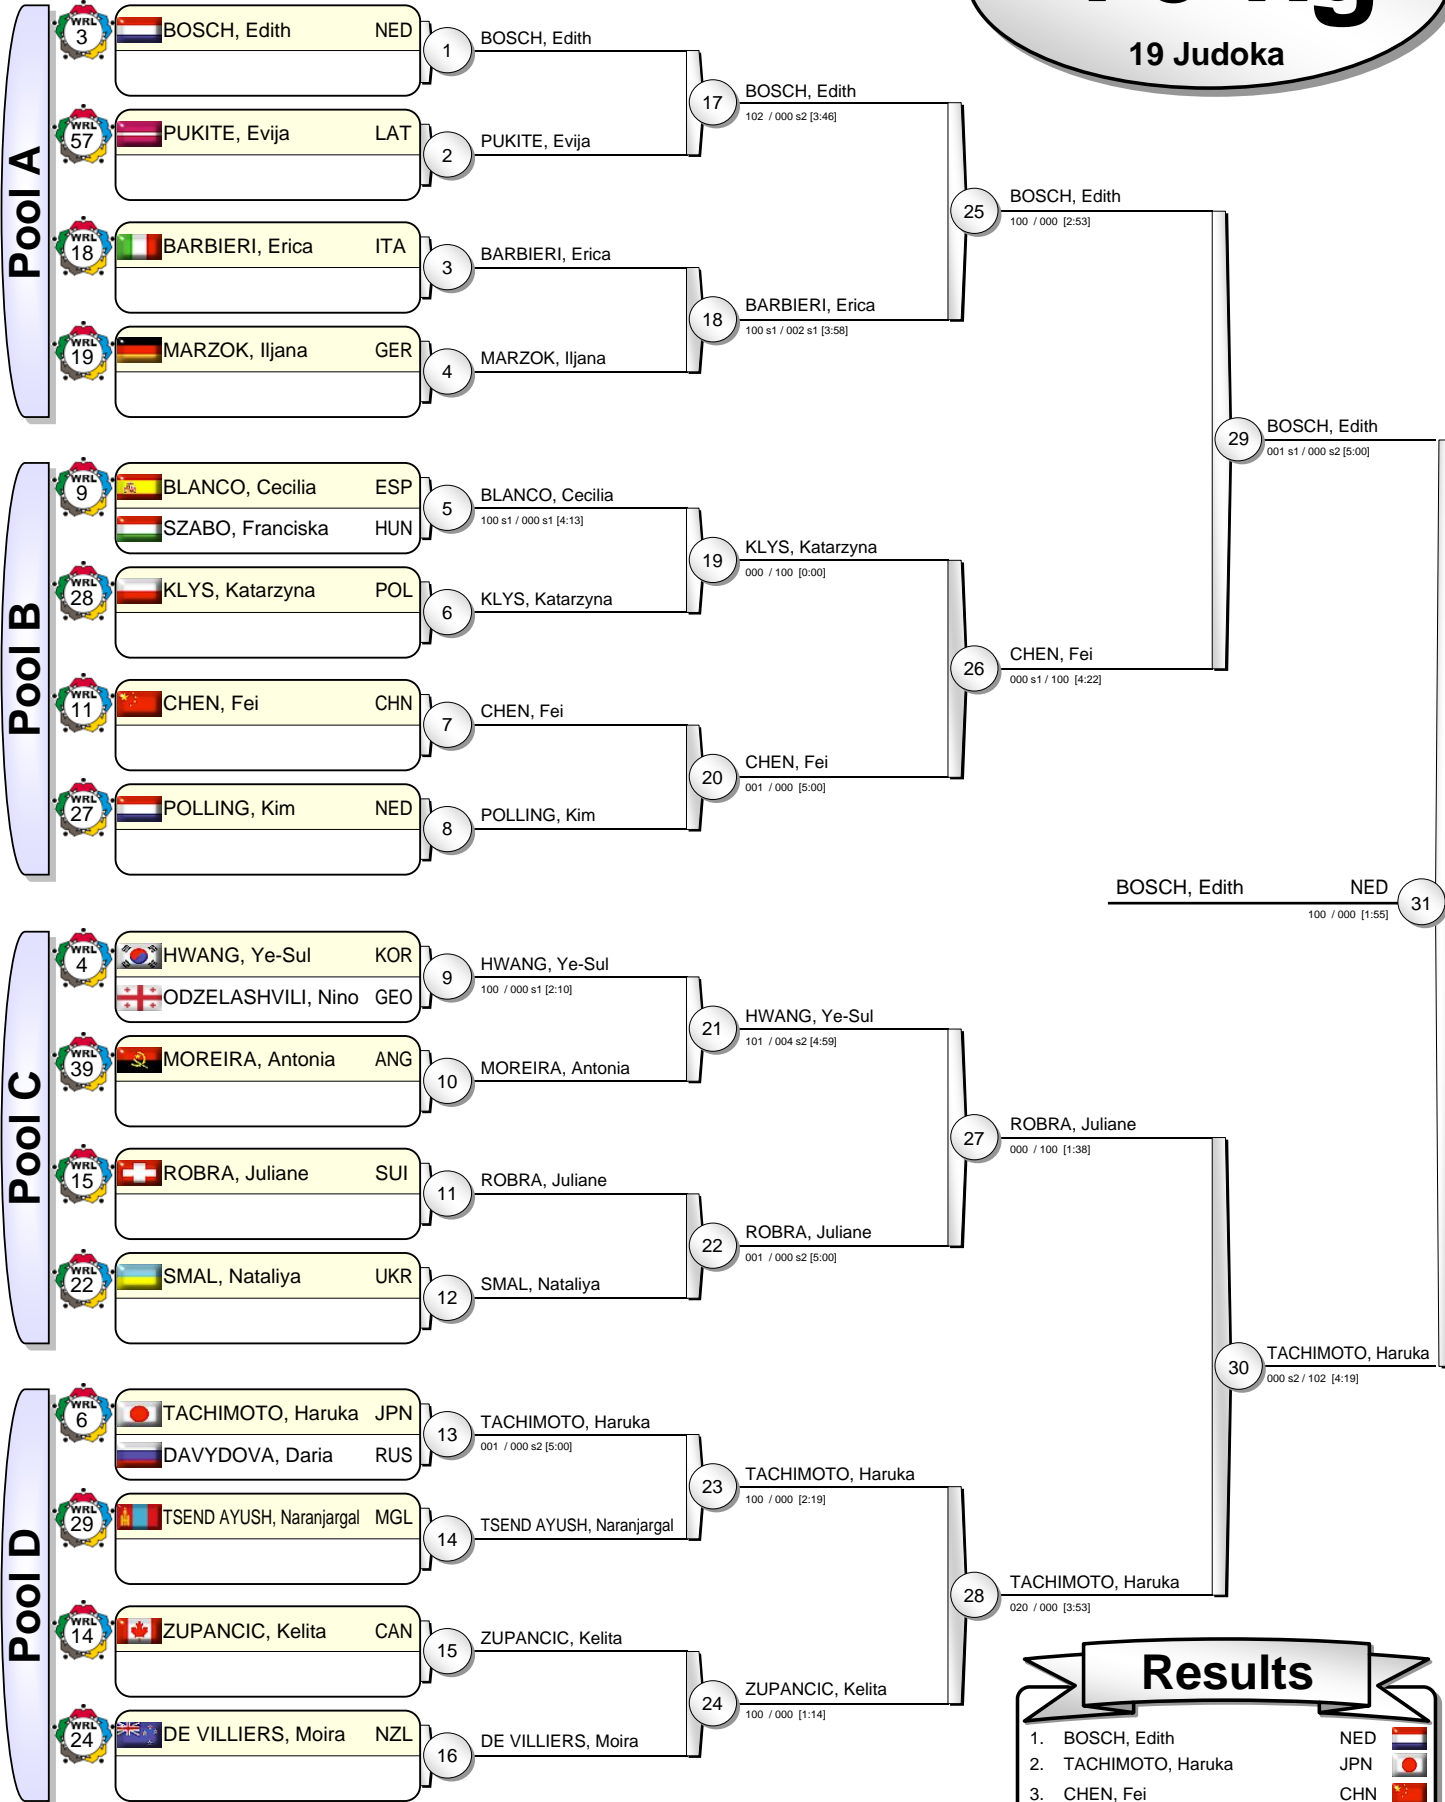 19 Judoka
Pool A
WRL 3 BOSCH, Edith NED
1 BOSCH, Edith
17 BOSCH, Edith
102 / 000 s2 [3:46]
WRL 57 PUKITE, Evija LAT
2 PUKITE, Evija
25 BOSCH, Edith
100 / 000 [2:53]
WRL 18 BARBIERI, Erica ITA
3 BARBIERI, Erica
18 BARBIERI, Erica
100 s1 / 002 s1 [3:58]
WRL 19 MARZOK, Iljana GER
4 MARZOK, Iljana
29 BOSCH, Edith
001 s1 / 000 s2 [5:00]
Pool B
WRL 9 BLANCO, Cecilia ESP
SZABO, Franciska HUN
5 BLANCO, Cecilia
100 s1 / 000 s1 [4:13]
19 KLYS, Katarzyna
000 / 100 [0:00]
WRL 28 KLYS, Katarzyna POL
6 KLYS, Katarzyna
26 CHEN, Fei
000 s1 / 100 [4:22]
WRL 11 CHEN, Fei CHN
7 CHEN, Fei
20 CHEN, Fei
001 / 000 [5:00]
WRL 27 POLLING, Kim NED
8 POLLING, Kim
BOSCH, Edith NED 31
100 / 000 [1:55]
Pool C
WRL 4 HWANG, Ye-Sul KOR
ODZELASHVILI, Nino GEO
9 HWANG, Ye-Sul
100 / 000 s1 [2:10]
21 HWANG, Ye-Sul
101 / 004 s2 [4:59]
WRL 39 MOREIRA, Antonia ANG
10 MOREIRA, Antonia
27 ROBRA, Juliane
000 / 100 [1:38]
WRL 15 ROBRA, Juliane SUI
11 ROBRA, Juliane
22 ROBRA, Juliane
001 / 000 s2 [5:00]
WRL 22 SMAL, Nataliya UKR
12 SMAL, Nataliya
30 TACHIMOTO, Haruka
000 s2 / 102 [4:19]
Pool D
WRL 6 TACHIMOTO, Haruka JPN
DAVYDOVA, Daria RUS
13 TACHIMOTO, Haruka
001 / 000 s2 [5:00]
23 TACHIMOTO, Haruka
100 / 000 [2:19]
WRL 29 TSEND AYUSH, Naranjargal MGL
14 TSEND AYUSH, Naranjargal
28 TACHIMOTO, Haruka
020 / 000 [3:53]
WRL 14 ZUPANCIC, Kelita CAN
15 ZUPANCIC, Kelita
24 ZUPANCIC, Kelita
100 / 000 [1:14]
WRL 24 DE VILLIERS, Moira NZL
16 DE VILLIERS, Moira
Results
1. BOSCH, Edith NED
2. TACHIMOTO, Haruka JPN
3. CHEN, Fei CHN